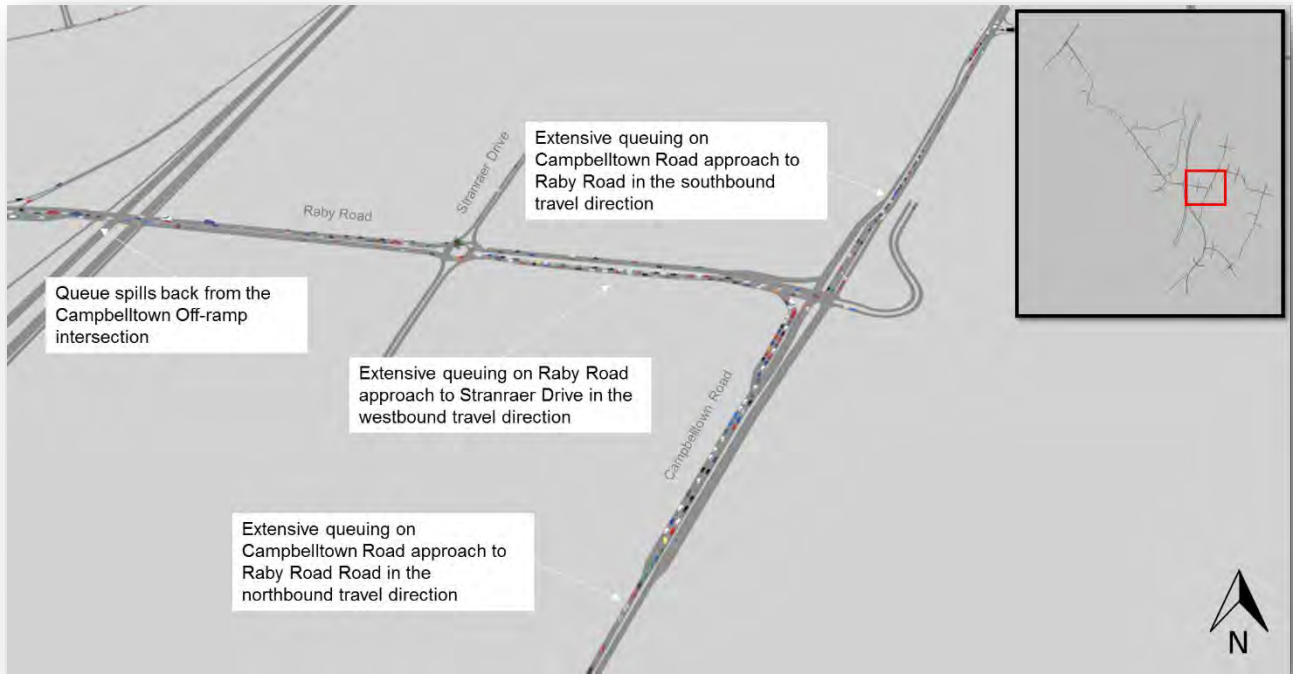 Extensive queuing on
Campbelltown Road approach to
Raby Road in the southbound
travel direction
Stranraer Drive
Raby Road
Queue spills back from the
Campbelltown Off-ramp
intersection
Extensive queuing on Raby Road
approach to Stranraer Drive in the
westbound travel direction
Campbelltown Road
Extensive queuing on
Campbelltown Road approach to
Raby Road Road in the
northbound travel direction
N